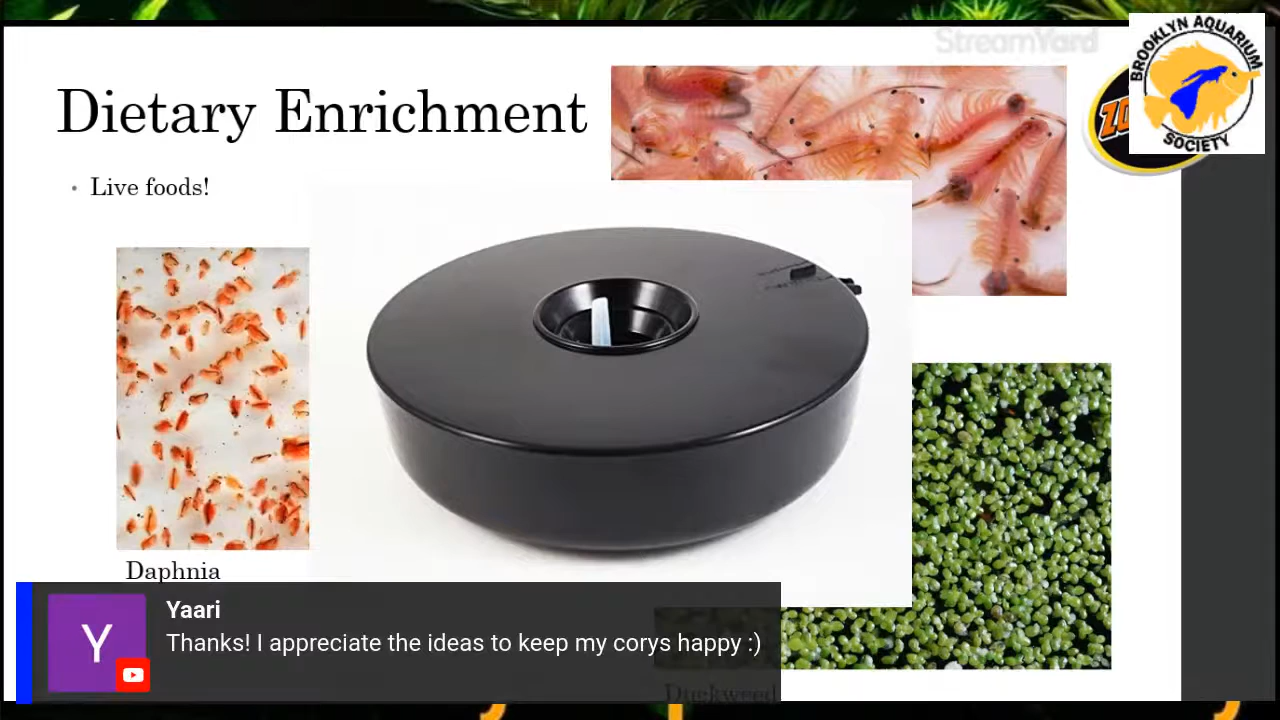 StreamYard
BROOKLYN AQUARIUM
SOCIETY
Dietary Enrichment
• Live foods!
Daphnia
Yaari
Y
Thanks! I appreciate the ideas to keep my corys happy :)
Duckweed